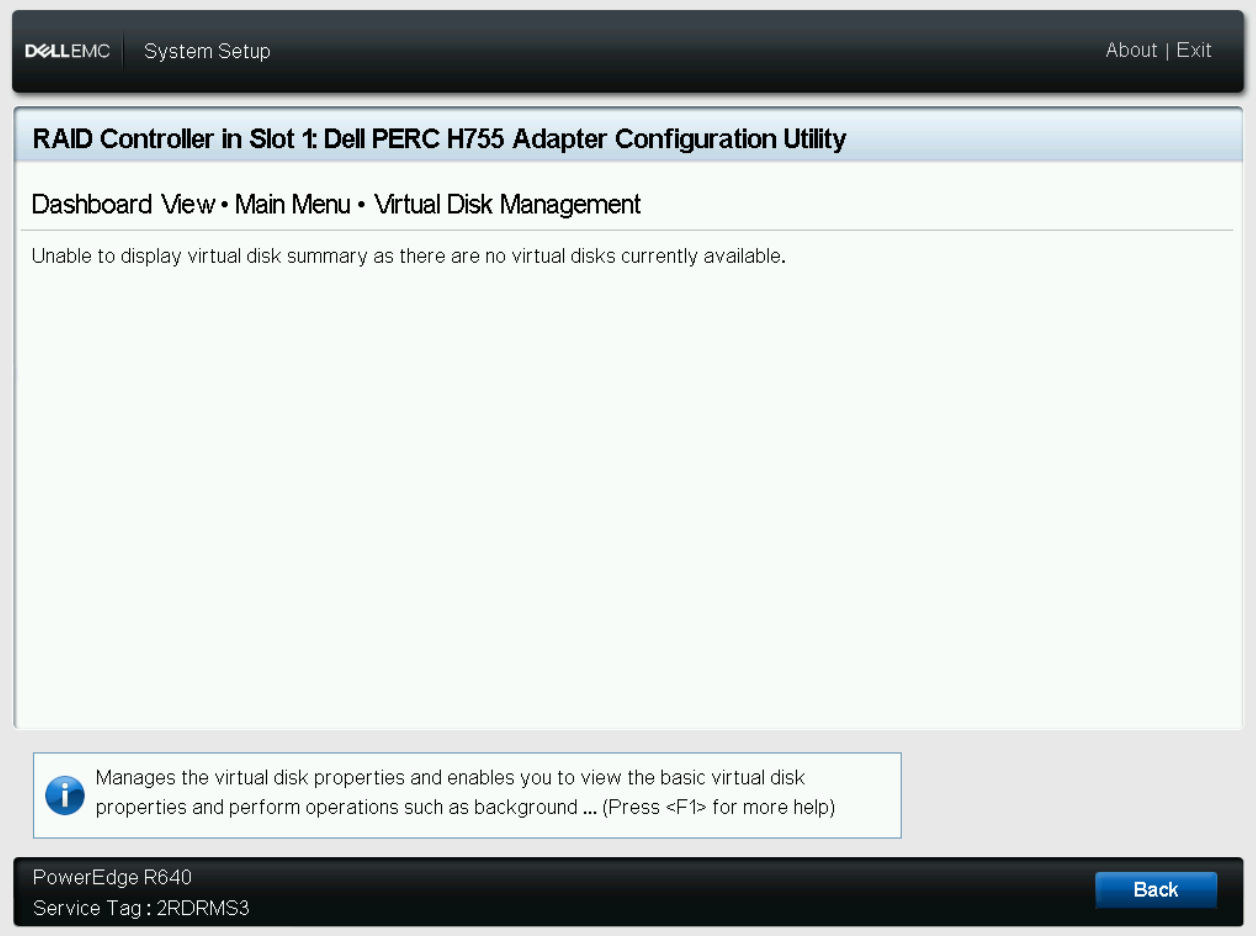 DELLEMC System Setup About | Exit
RAID Controller in Slot 1: Dell PERC H755 Adapter Configuration Utility
Dashboard View • Main Menu • Virtual Disk Management
Unable to display virtual disk summary as there are no virtual disks currently available.
Manages the virtual disk properties and enables you to view the basic virtual disk
properties and perform operations such as background ... (Press <F1> for more help)
PowerEdge R640
Service Tag : 2RDRMS3
Back